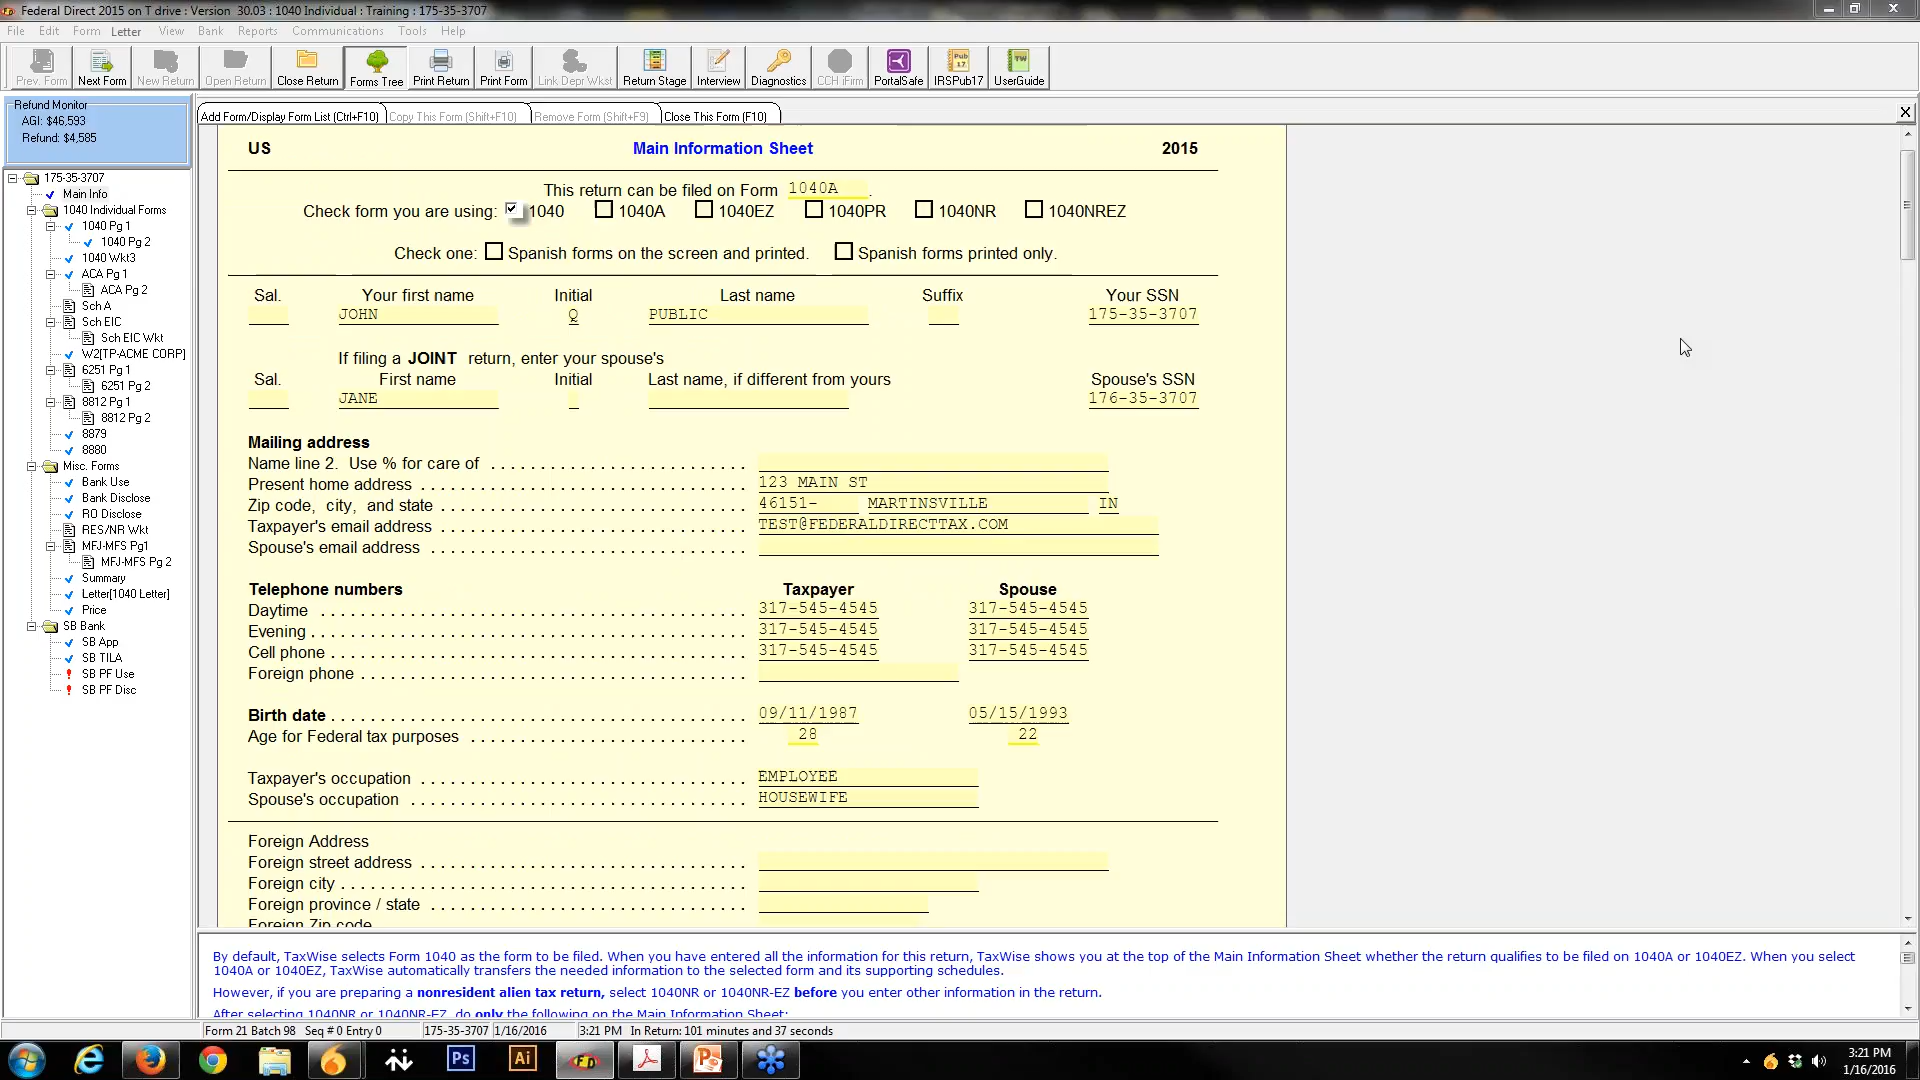 Federal Direct 2015 on T drive : Version 30.03 : 1040 Individual : Training : 175-35-3707
File Edit Form Letter View Bank Reports Communications Tools Help
Prev. Form Next Form New Return Open Return Close Return Forms Tree Print Return Print Form Link Depr Wkst Return Stage Interview Diagnostics CCH iFirm PortalSafe IRSPub17 UserGuide
Refund Monitor
AGI: $46,593
Refund: $4,585
Add Form/Display Form List (Ctrl+F10) Copy This Form (Shift+F10) Remove Form (Shift+F9) Close This Form (F10)
175-35-3707
Main Info
1040 Individual Forms
1040 Pg 1
1040 Pg 2
1040 Wkt3
ACA Pg 1
ACA Pg 2
Sch A
Sch EIC
Sch EIC Wkt
W2[TP-ACME CORP]
6251 Pg 1
6251 Pg 2
8812 Pg 1
8812 Pg 2
8879
8880
Misc. Forms
Bank Use
Bank Disclose
RO Disclose
RES/NR Wkt
MFJ-MFS Pg1
MFJ-MFS Pg 2
Summary
Letter[1040 Letter]
Price
SB Bank
SB App
SB TILA
SB PF Use
SB PF Disc
US Main Information Sheet 2015
This return can be filed on Form 1040A .
Check form you are using: 1040 1040A 1040EZ 1040PR 1040NR 1040NREZ
Check one: Spanish forms on the screen and printed. Spanish forms printed only.
Sal. Your first name Initial Last name Suffix Your SSN
JOHN Q PUBLIC 175-35-3707
If filing a JOINT return, enter your spouse's
Sal. First name Initial Last name, if different from yours Spouse's SSN
JANE 176-35-3707
Mailing address
Name line 2. Use % for care of
Present home address 123 MAIN ST
Zip code, city, and state 46151- MARTINSVILLE IN
Taxpayer's email address TEST@FEDERALDIRECTTAX.COM
Spouse's email address
Telephone numbers Taxpayer Spouse
Daytime 317-545-4545 317-545-4545
Evening 317-545-4545 317-545-4545
Cell phone 317-545-4545 317-545-4545
Foreign phone
Birth date 09/11/1987 05/15/1993
Age for Federal tax purposes 28 22
Taxpayer's occupation EMPLOYEE
Spouse's occupation HOUSEWIFE
Foreign Address
Foreign street address
Foreign city
Foreign province / state
Foreign Zip code
By default, TaxWise selects Form 1040 as the form to be filed. When you have entered all the information for this return, TaxWise shows you at the top of the Main Information Sheet whether the return qualifies to be filed on 1040A or 1040EZ. When you select
1040A or 1040EZ, TaxWise automatically transfers the needed information to the selected form and its supporting schedules.
However, if you are preparing a nonresident alien tax return, select 1040NR or 1040NR-EZ before you enter other information in the return.
After selecting 1040NR or 1040NR-EZ, do only the following on the Main Information Sheet:
Form 21 Batch 98 Seq # 0 Entry 0 175-35-3707 1/16/2016 3:21 PM In Return: 101 minutes and 37 seconds
Ps Ai FD
3:21 PM
1/16/2016